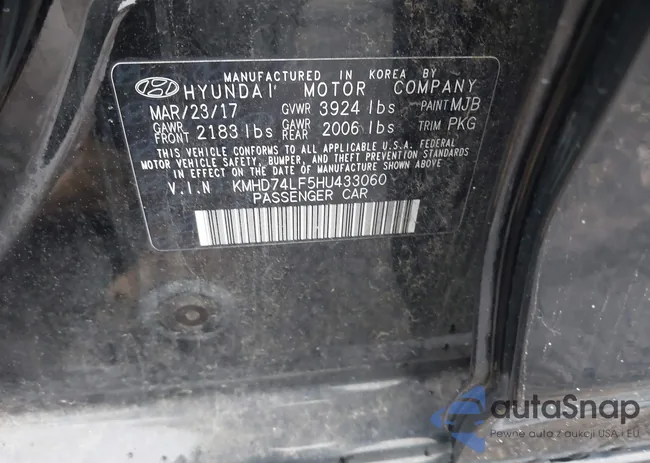 MANUFACTURED IN KOREA BY
HYUNDAI MOTOR COMPANY
MAR/23/17 GVWR 3924 lbs PAINT MJB
GAWR FRONT 2183 lbs GAWR REAR 2006 lbs TRIM PKG
THIS VEHICLE CONFORMS TO ALL APPLICABLE U.S.A. FEDERAL
MOTOR VEHICLE SAFETY, BUMPER, AND THEFT PREVENTION STANDARDS
IN EFFECT ON THE DATE OF MANUFACTURE SHOWN ABOVE
V.I.N KMHD74LF5HU433060
PASSENGER CAR
autaSnap
Pewne auta z aukcji USA i EU